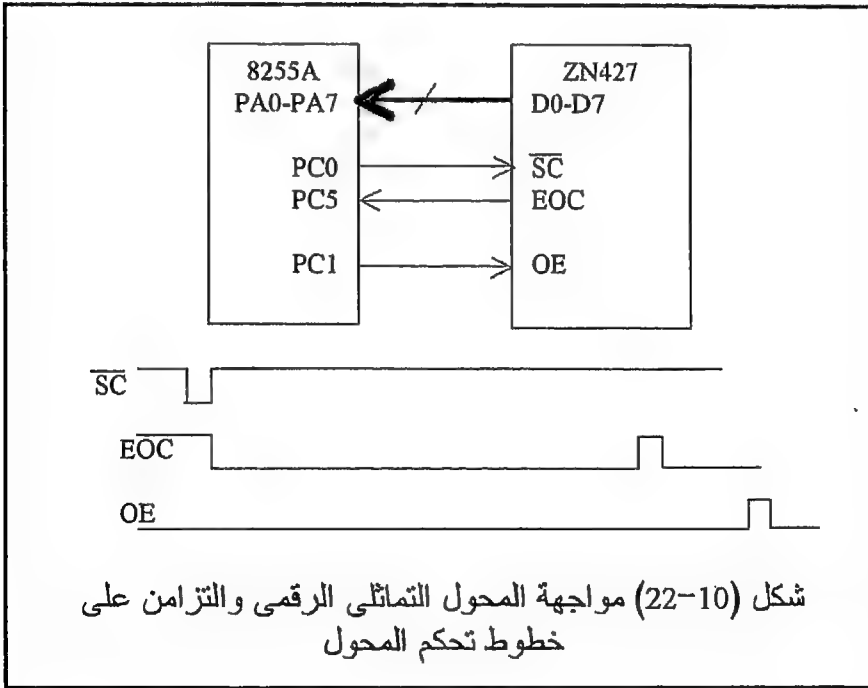 8255A
PA0-PA7
PC0
PC5
PC1
ZN427
D0-D7
SC
EOC
OE
SC
EOC
OE
شكل (10-22) مواجهة المحول التماثلى الرقمى والتزامن على
خطوط تحكم المحول